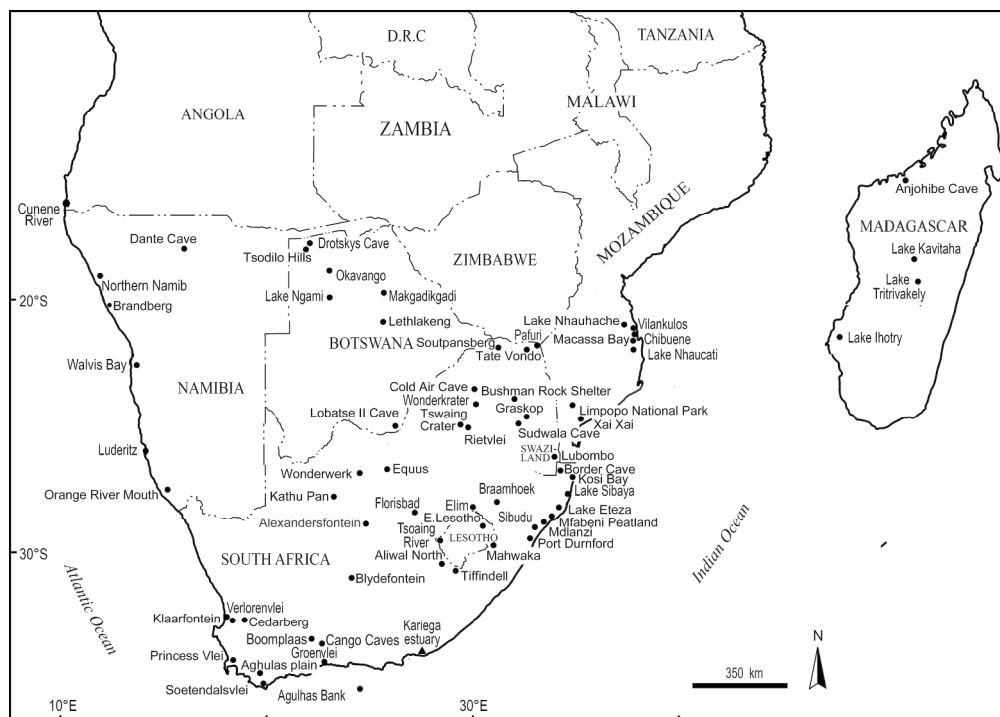 D.R.C
TANZANIA
ANGOLA
ZAMBIA
MALAWI
Anjohibe Cave
MADAGASCAR
Cunene
River
MOZAMBIQUE
Dante Cave
Drotskys Cave
Tsodilo Hills
ZIMBABWE
Lake Kavitaha
Northern Namib
Okavango
Lake
Tritrivakely
20°S
Brandberg
Lake Ngami
Makgadikgadi
Lethlakeng
Lake Nhauhache
Vilankulos
Pafuri
Macassa Bay
Chibuene
BOTSWANA
Soutpansberg
Tate Vondo
Lake Nhaucati
Lake Ihotry
Walvis Bay
NAMIBIA
Cold Air Cave
Bushman Rock Shelter
Wonderkrater
Lobatse II Cave
Tswaing
Crater
Graskop
Limpopo National Park
Xai Xai
Rietvlei
Sudwala Cave
Luderitz
SWAZI-
LAND
Lubombo
Wonderwerk
Equus
Border Cave
Kosi Bay
Orange River Mouth
Kathu Pan
Braamhoek
Lake Sibaya
Florisbad
Elim
Lake Eteza
Alexandersfontein
E.Lesotho
Sibudu
Mfabeni Peatland
Tsoaing
River
LESOTHO
Mdlanzi
Port Durnford
30°S
SOUTH AFRICA
Aliwal North
Mahwaka
Tiffindell
Blydefontein
Indian Ocean
Atlantic Ocean
Verlorenvlei
Klaarfontein
Cedarberg
Boomplaas
Cango Caves
Kariega
estuary
Groenvlei
Princess Vlei
Aghulas plain
Soetendalsvlei
Agulhas Bank
N
350 km
10°E
30°E